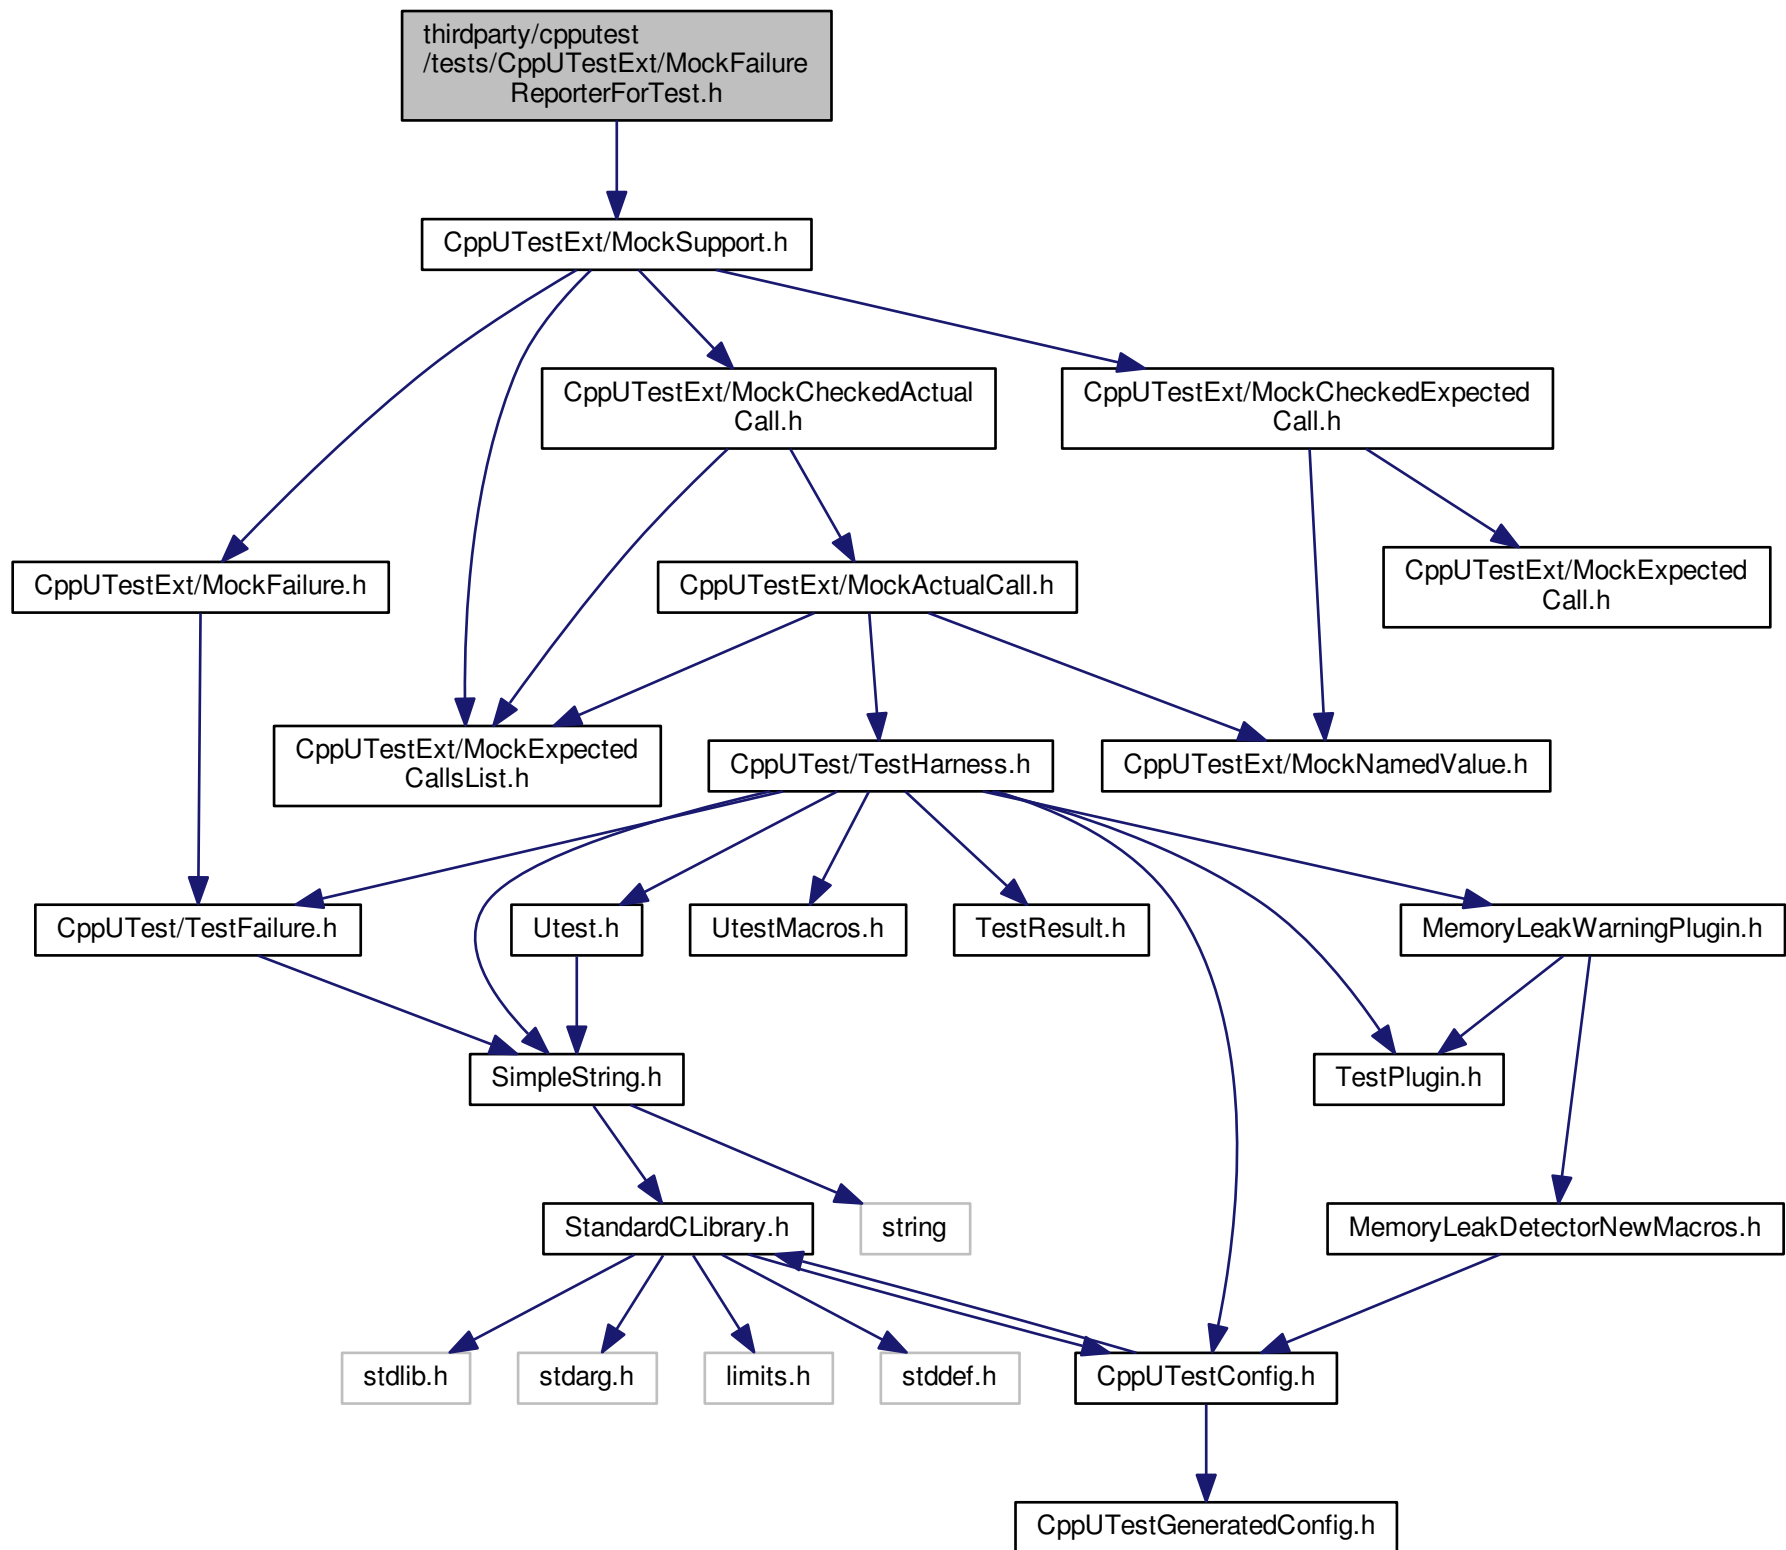 thirdparty/cpputest
/tests/CppUTestExt/MockFailure
ReporterForTest.h
CppUTestExt/MockSupport.h
CppUTestExt/MockCheckedActual
Call.h
CppUTestExt/MockCheckedExpected
Call.h
CppUTestExt/MockFailure.h
CppUTestExt/MockActualCall.h
CppUTestExt/MockExpected
Call.h
CppUTestExt/MockExpected
CallsList.h
CppUTest/TestHarness.h
CppUTestExt/MockNamedValue.h
CppUTest/TestFailure.h
Utest.h
UtestMacros.h
TestResult.h
MemoryLeakWarningPlugin.h
SimpleString.h
TestPlugin.h
StandardCLibrary.h
string
MemoryLeakDetectorNewMacros.h
stdlib.h
stdarg.h
limits.h
stddef.h
CppUTestConfig.h
CppUTestGeneratedConfig.h